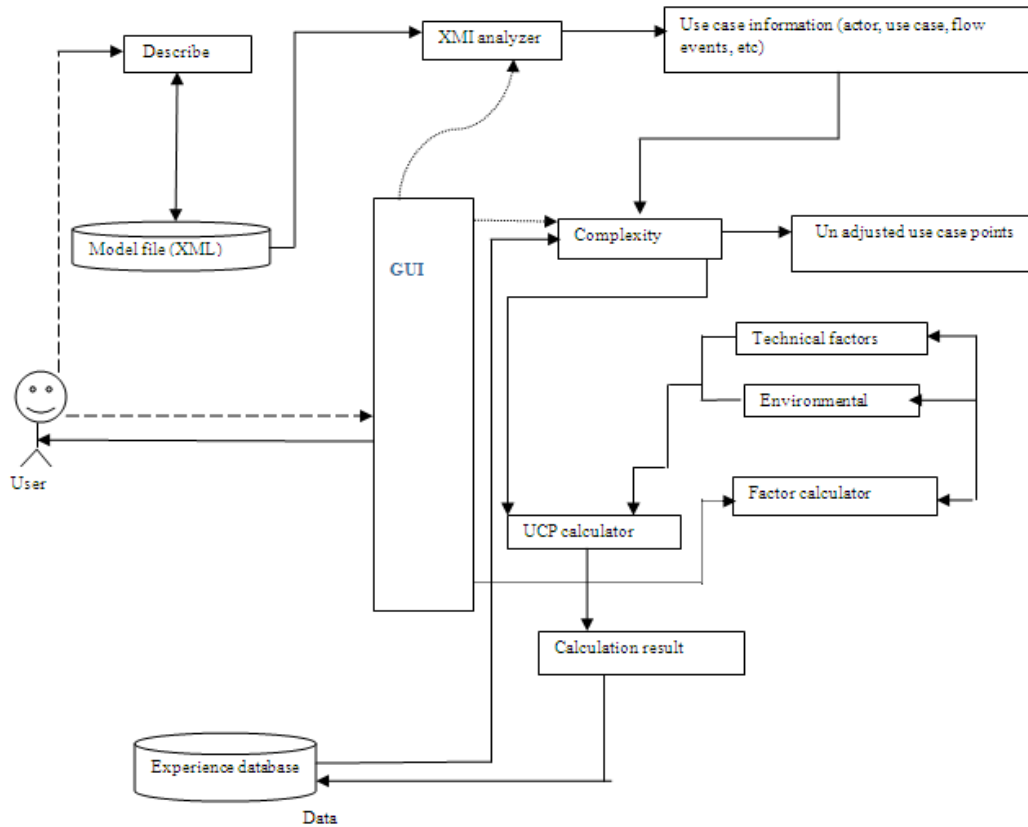 Describe
XMI analyzer
Use case information (actor, use case, flow
events, etc)
Model file (XML)
GUI
Complexity
Un adjusted use case
points
Technical factors
Environmental
User
Factor calculator
UCP calculator
Calculation result
Experience database
Data